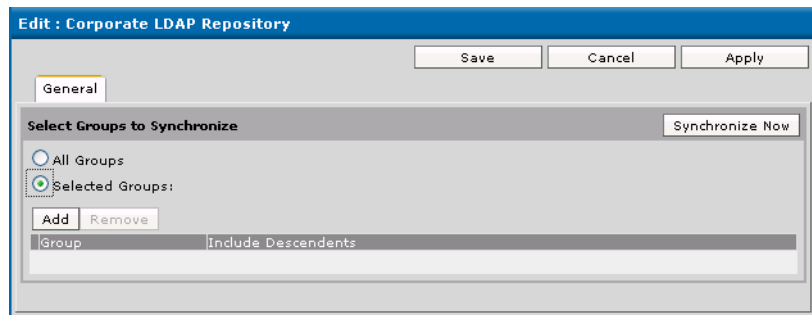 Edit : Corporate LDAP Repository
Save Cancel Apply
General
Select Groups to Synchronize Synchronize Now
All Groups
Selected Groups:
Add Remove
Group Include Descendents